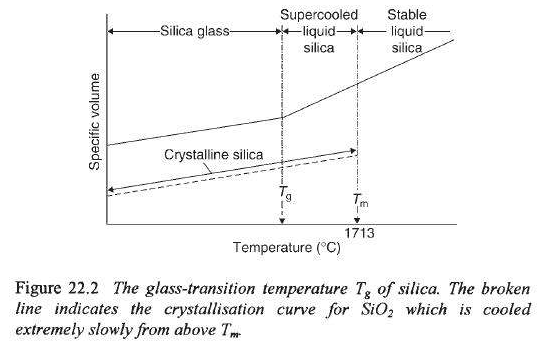 Supercooled Stable
Silica glass liquid liquid
silica silica
Specific volume
Crystalline silica
Tg Tm
1713
Temperature (°C)
Figure 22.2 The glass-transition temperature Tg of silica. The broken
line indicates the crystallisation curve for SiO2 which is cooled
extremely slowly from above Tm.